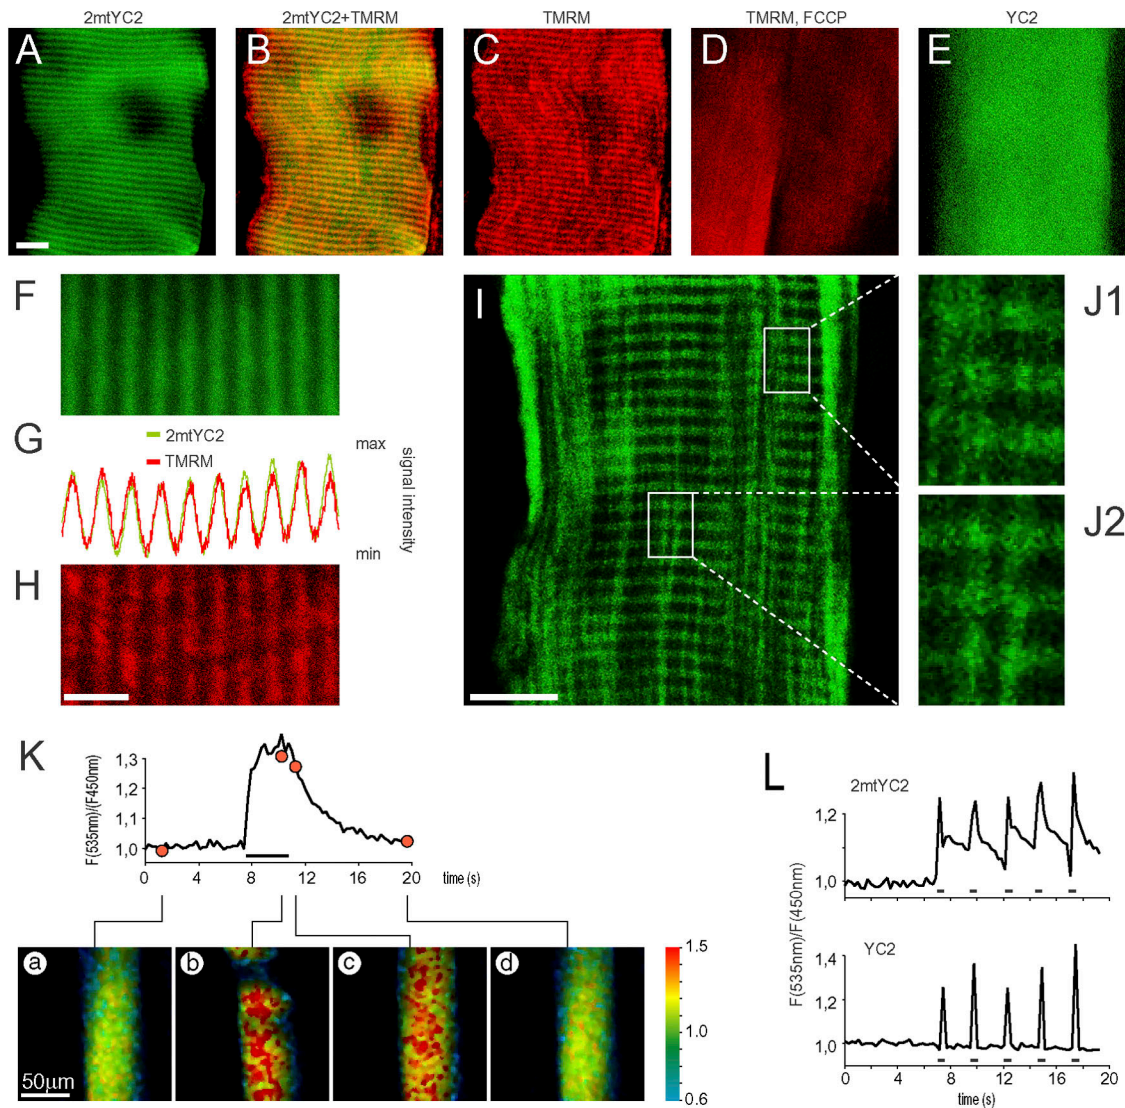 2mtYC2 2mtYC2+TMRM TMRM TMRM, FCCP YC2
A B C D E
F I J1
G 2mtYC2 max
TMRM
signal intensity
min
J2
H
K L
F(535nm)/(F450nm)
1,3
1,2
1,1
1,0
0 4 8 12 16 20
time (s)
a b c d
50µm
1.5
1.0
0.6
2mtYC2
1,2
1,0
F(535nm)/F(450nm)
YC2
1,4
1,2
1,0
0 4 8 12 16 20
time (s)